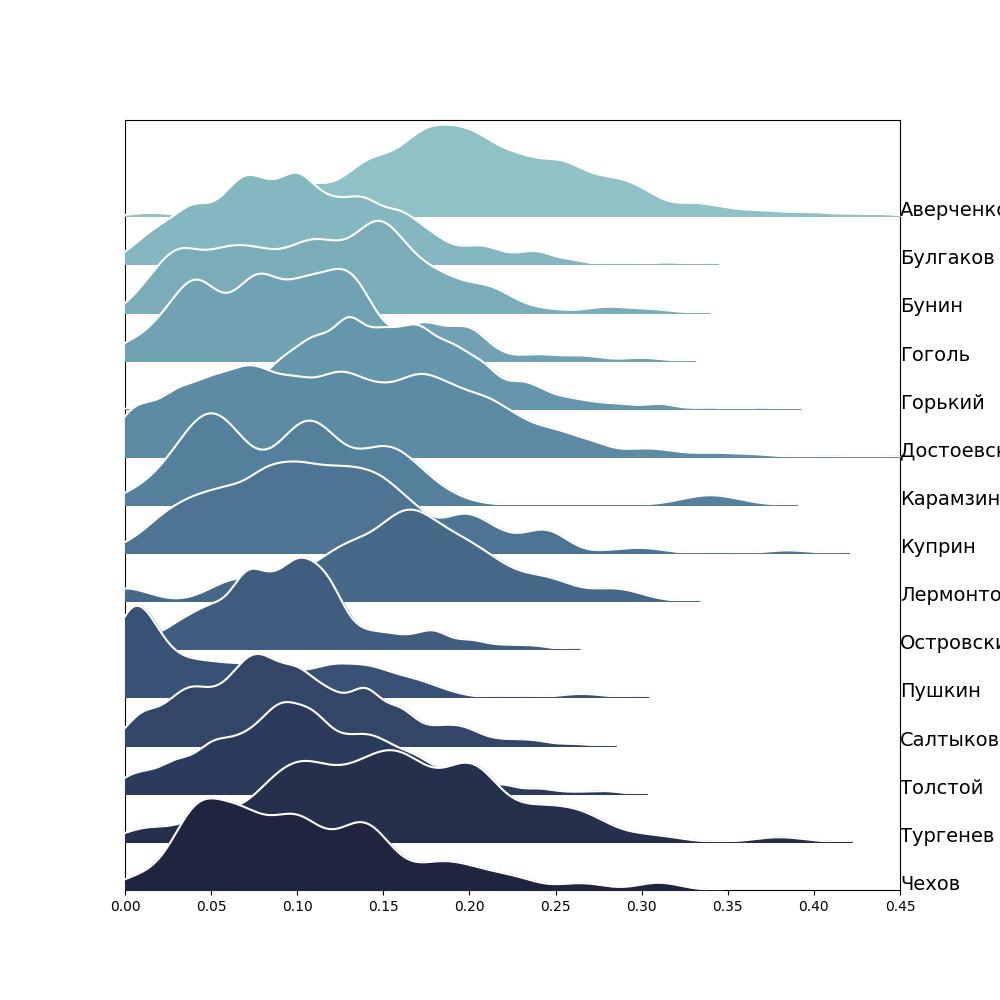 Аверченко
Булгаков
Бунин
Гоголь
Горький
Достоевск
Карамзин
Куприн
Лермонто
Островски
Пушкин
Салтыков
Толстой
Тургенев
Чехов
0.00 0.05 0.10 0.15 0.20 0.25 0.30 0.35 0.40 0.45